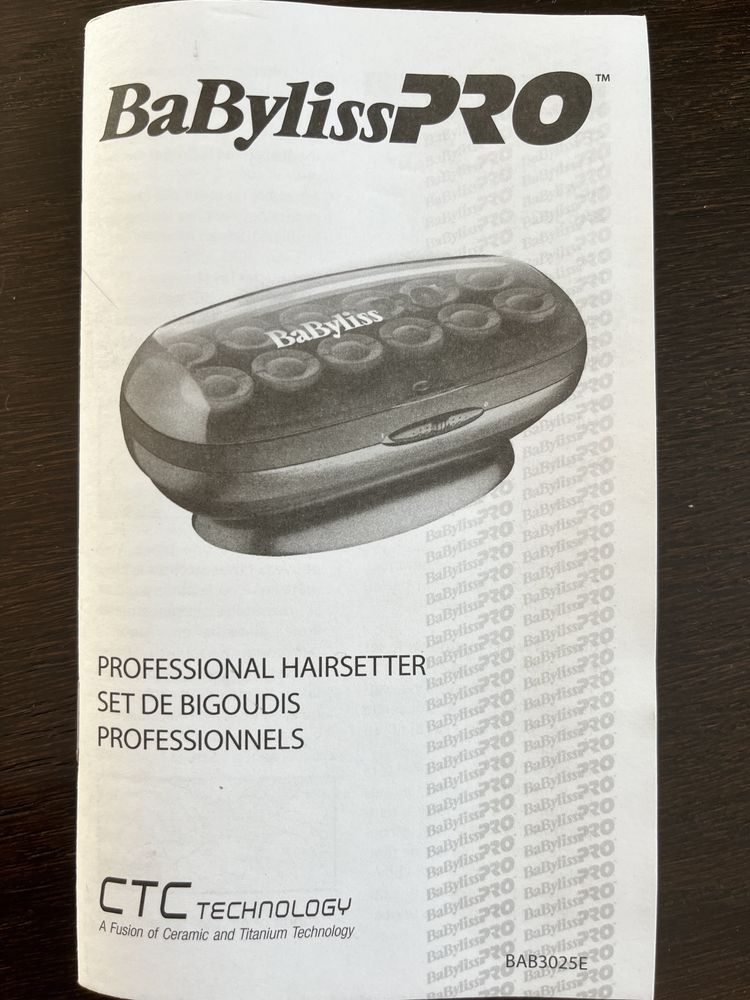 BaBylissPRO™
BaByliss
PROFESSIONAL HAIRSETTER
SET DE BIGOUDIS
PROFESSIONNELS
CTC TECHNOLOGY
A Fusion of Ceramic and Titanium Technology
BAB3025E